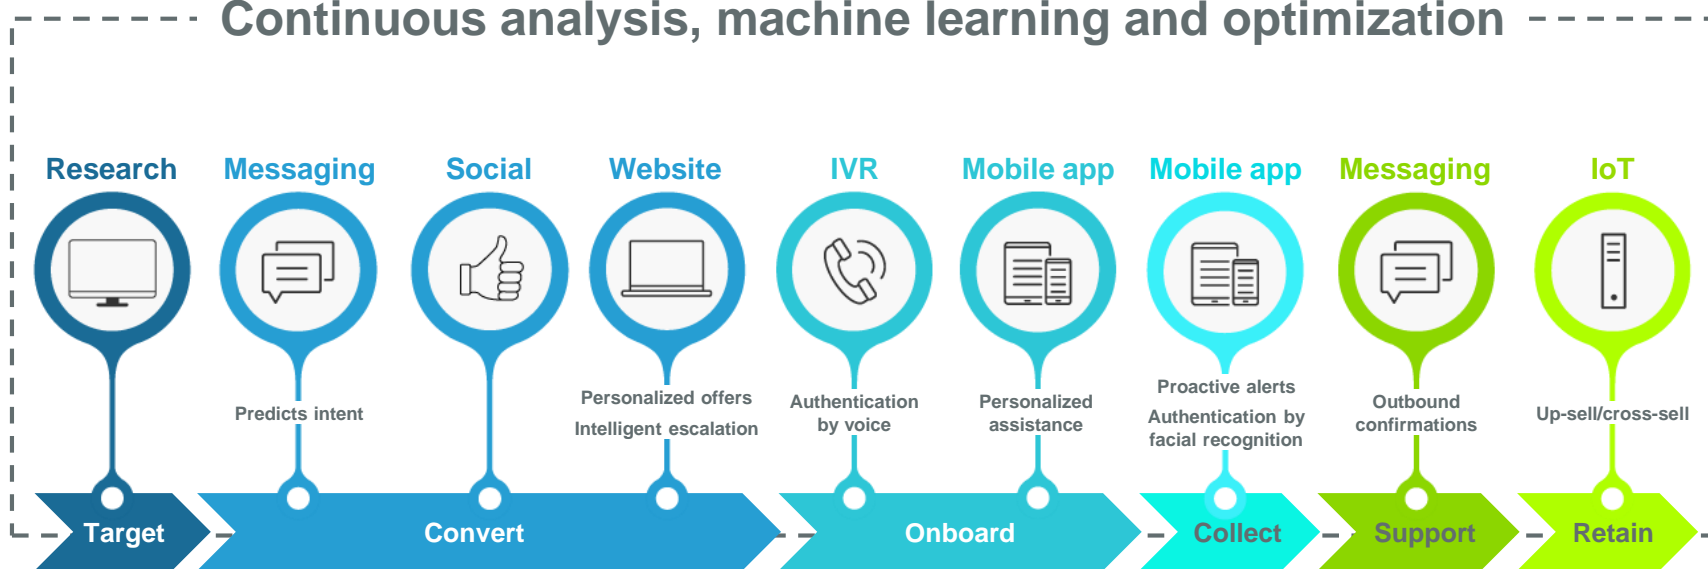 Continuous analysis, machine learning and optimization
Research
Messaging
Social
Website
IVR
Mobile app
Mobile app
Messaging
IoT
Predicts intent
Personalized offers
Intelligent escalation
Authentication
by voice
Personalized
assistance
Proactive alerts
Authentication by
facial recognition
Outbound
confirmations
Up-sell/cross-sell
Target
Convert
Onboard
Collect
Support
Retain